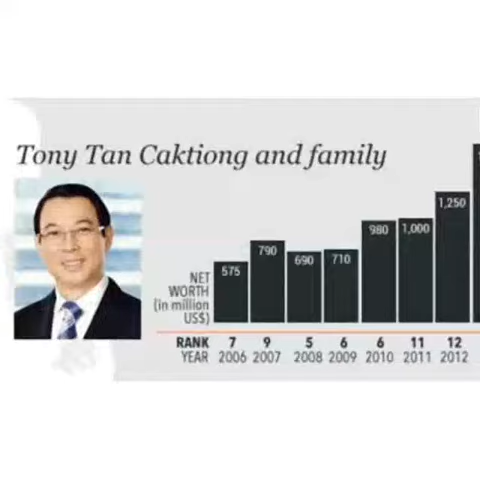 Tony Tan Caktiong and family
575 790 690 710 980 1,000 1,250
NET
WORTH
(in million
US$)
RANK 7 9 5 6 6 11 12
YEAR 2006 2007 2008 2009 2010 2011 2012